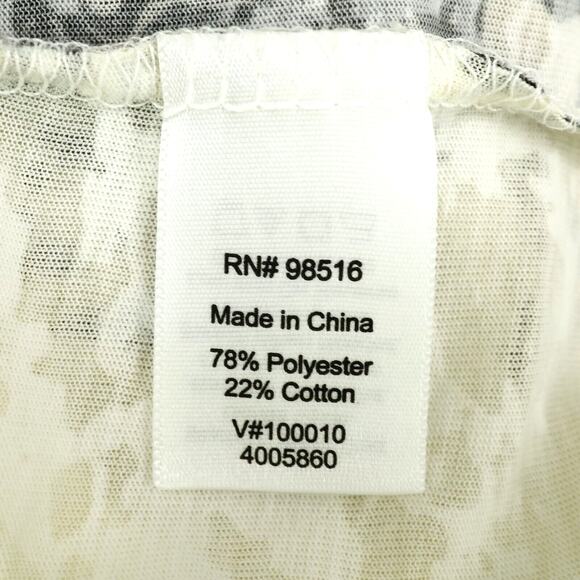 RN# 98516
Made in China
78% Polyester
22% Cotton
V#100010
4005860